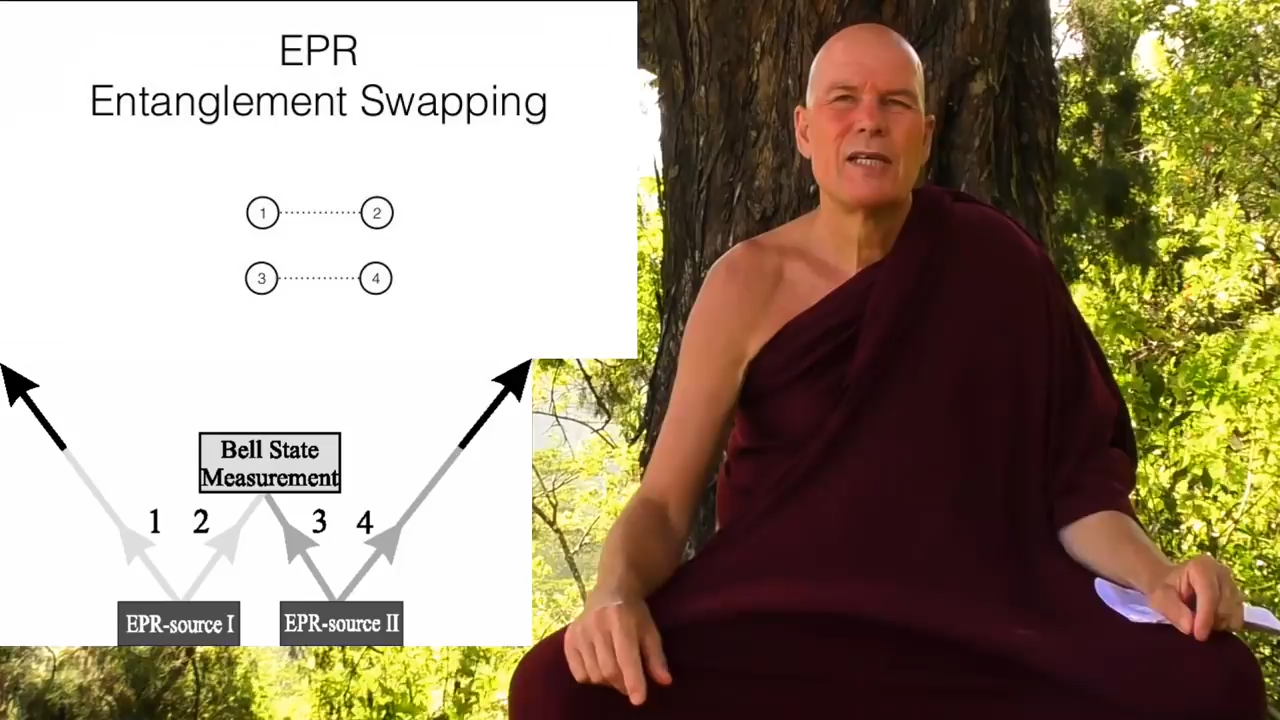 EPR
Entanglement Swapping
1 2
3 4
Bell State
Measurement
1 2 3 4
EPR-source I EPR-source II